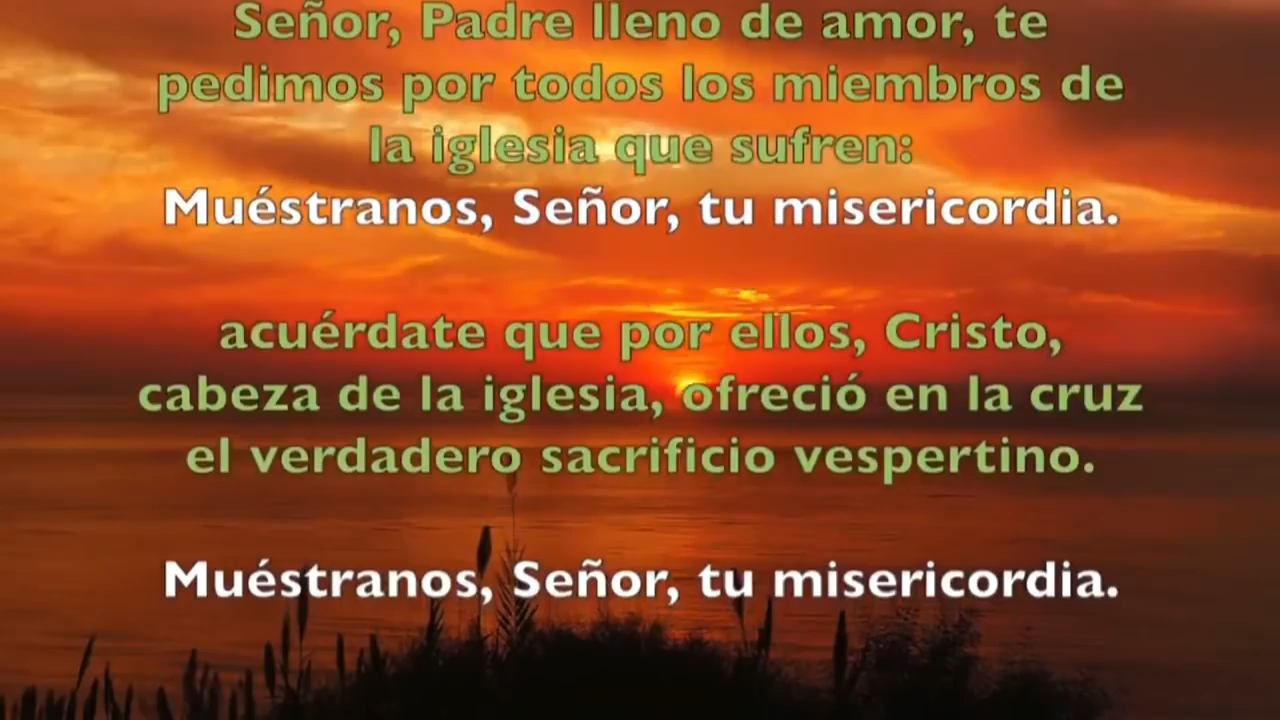 Señor, Padre lleno de amor, te
pedimos por todos los miembros de
la iglesia que sufren:
Muéstranos, Señor, tu misericordia.
acuérdate que por ellos, Cristo,
cabeza de la iglesia, ofreció en la cruz
el verdadero sacrificio vespertino.
Muéstranos, Señor, tu misericordia.